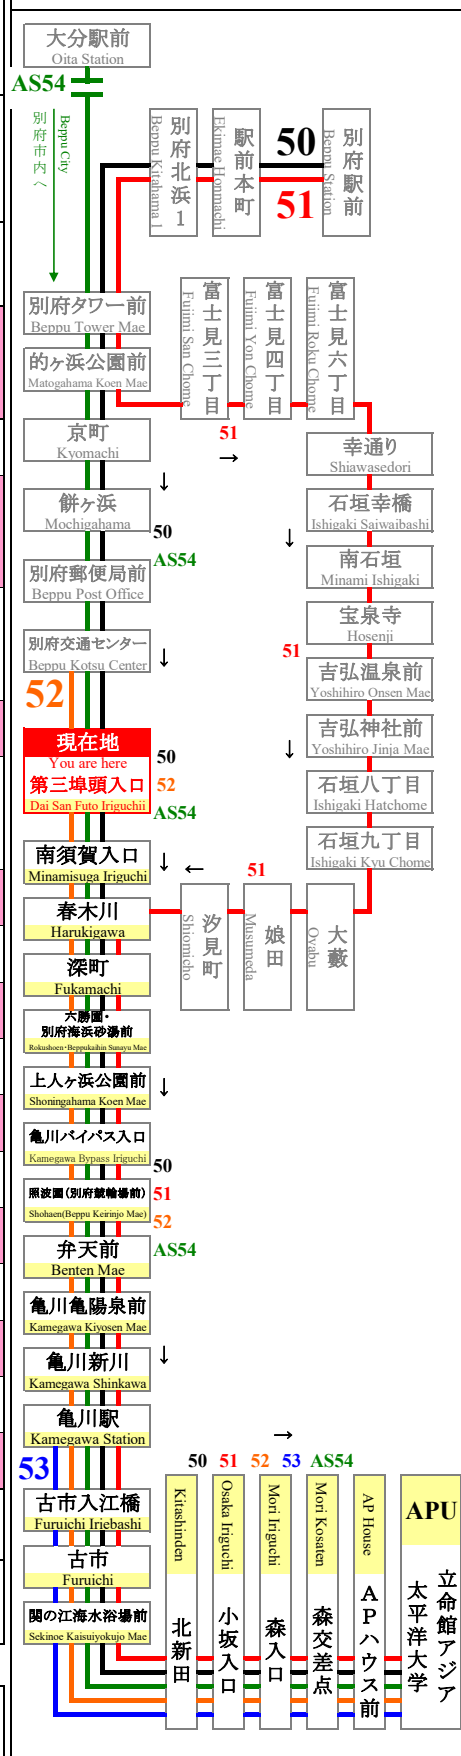 大分駅前
Oita Station
AS54
別府市内へ
Beppu City
別府北浜1
Beppu Kitahama 1
駅前本町
Ekimae Honmachi
50
51
別府駅前
Beppu Station
別府タワー前
Beppu Tower Mae
的ヶ浜公園前
Matogahama Koen Mae
富士見三丁目
Fujimi San Chome
富士見四丁目
Fujimi Yon Chome
富士見六丁目
Fujimi Roku Chome
51
→
京町
Kyomachi
↓
幸通り
Shiawasedori
餅ヶ浜
Mochigahama
50
AS54
石垣幸橋
Ishigaki Saiwaibashi
↓
別府郵便局前
Beppu Post Office
南石垣
Minami Ishigaki
宝泉寺
Hosenji
別府交通センター
Beppu Kotsu Center
↓
51
吉弘温泉前
Yoshihiro Onsen Mae
52
吉弘神社前
Yoshihiro Jinja Mae
↓
現在地
You are here
第三埠頭入口
Dai San Futo Iriguchii
50
52
AS54
石垣八丁目
Ishigaki Hatchome
石垣九丁目
Ishigaki Kyu Chome
南須賀入口
Minamisuga Iriguchi
↓
←
51
春木川
Harukigawa
汐見町
Shiomicho
娘田
Musumeda
大藪
Oyabu
深町
Fukamachi
六勝園・
別府海浜砂湯前
Rokushoen・Beppukaihin Sunayu Mae
上人ヶ浜公園前
Shoningahama Koen Mae
↓
亀川バイパス入口
Kamegawa Bypass Iriguchi
50
照波園(別府競輪場前)
Shohaen(Beppu Keirinjo Mae)
51
52
弁天前
Benten Mae
AS54
亀川亀陽泉前
Kamegawa Kiyosen Mae
亀川新川
Kamegawa Shinkawa
↓
亀川駅
Kamegawa Station
→
53
50 51 52 53 AS54
古市入江橋
Furuichi Iriebashi
古市
Furuichi
関の江海水浴場前
Sekinoe Kaisuiyokujo Mae
Kitashinden
北新田
Osaka Iriguchi
小坂入口
Mori Iriguchi
森入口
Mori Kosaten
森交差点
AP House
APハウス前
APU
立命館アジア
太平洋大学